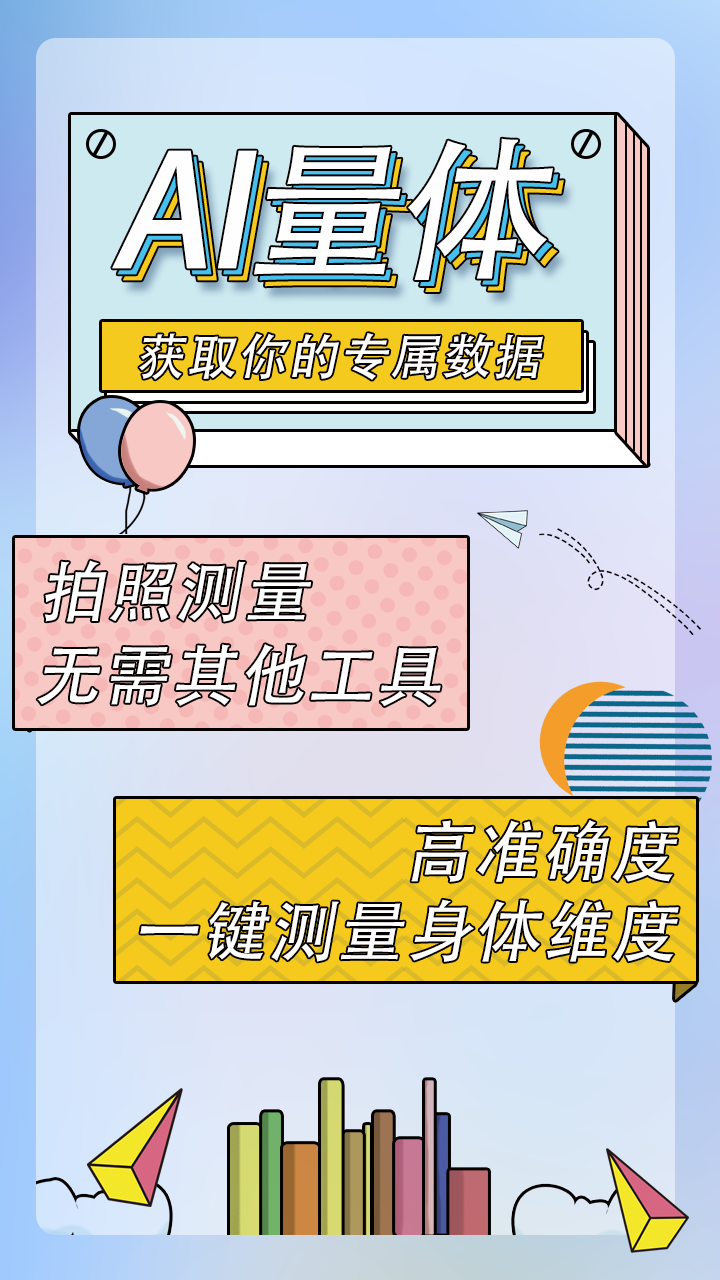 AI量体
获取你的专属数据
拍照测量
无需其他工具
高准确度
一键测量身体维度